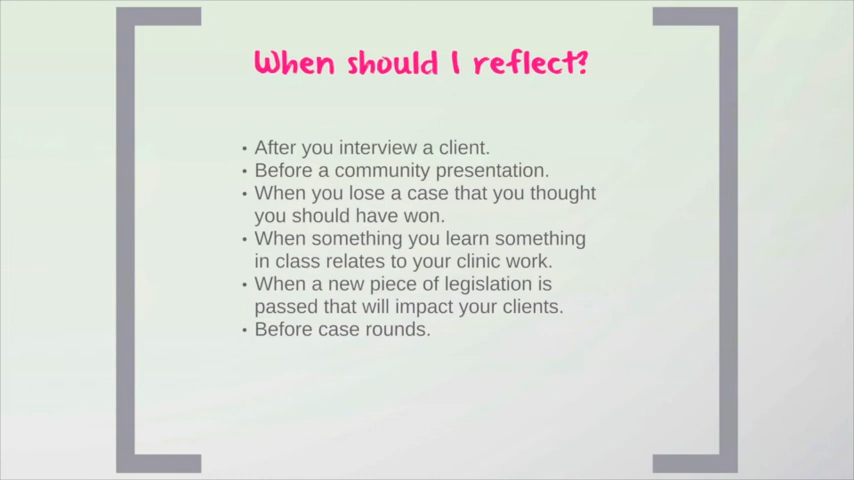 When should I reflect?
• After you interview a client.
• Before a community presentation.
• When you lose a case that you thought
you should have won.
• When something you learn something
in class relates to your clinic work.
• When a new piece of legislation is
passed that will impact your clients.
• Before case rounds.